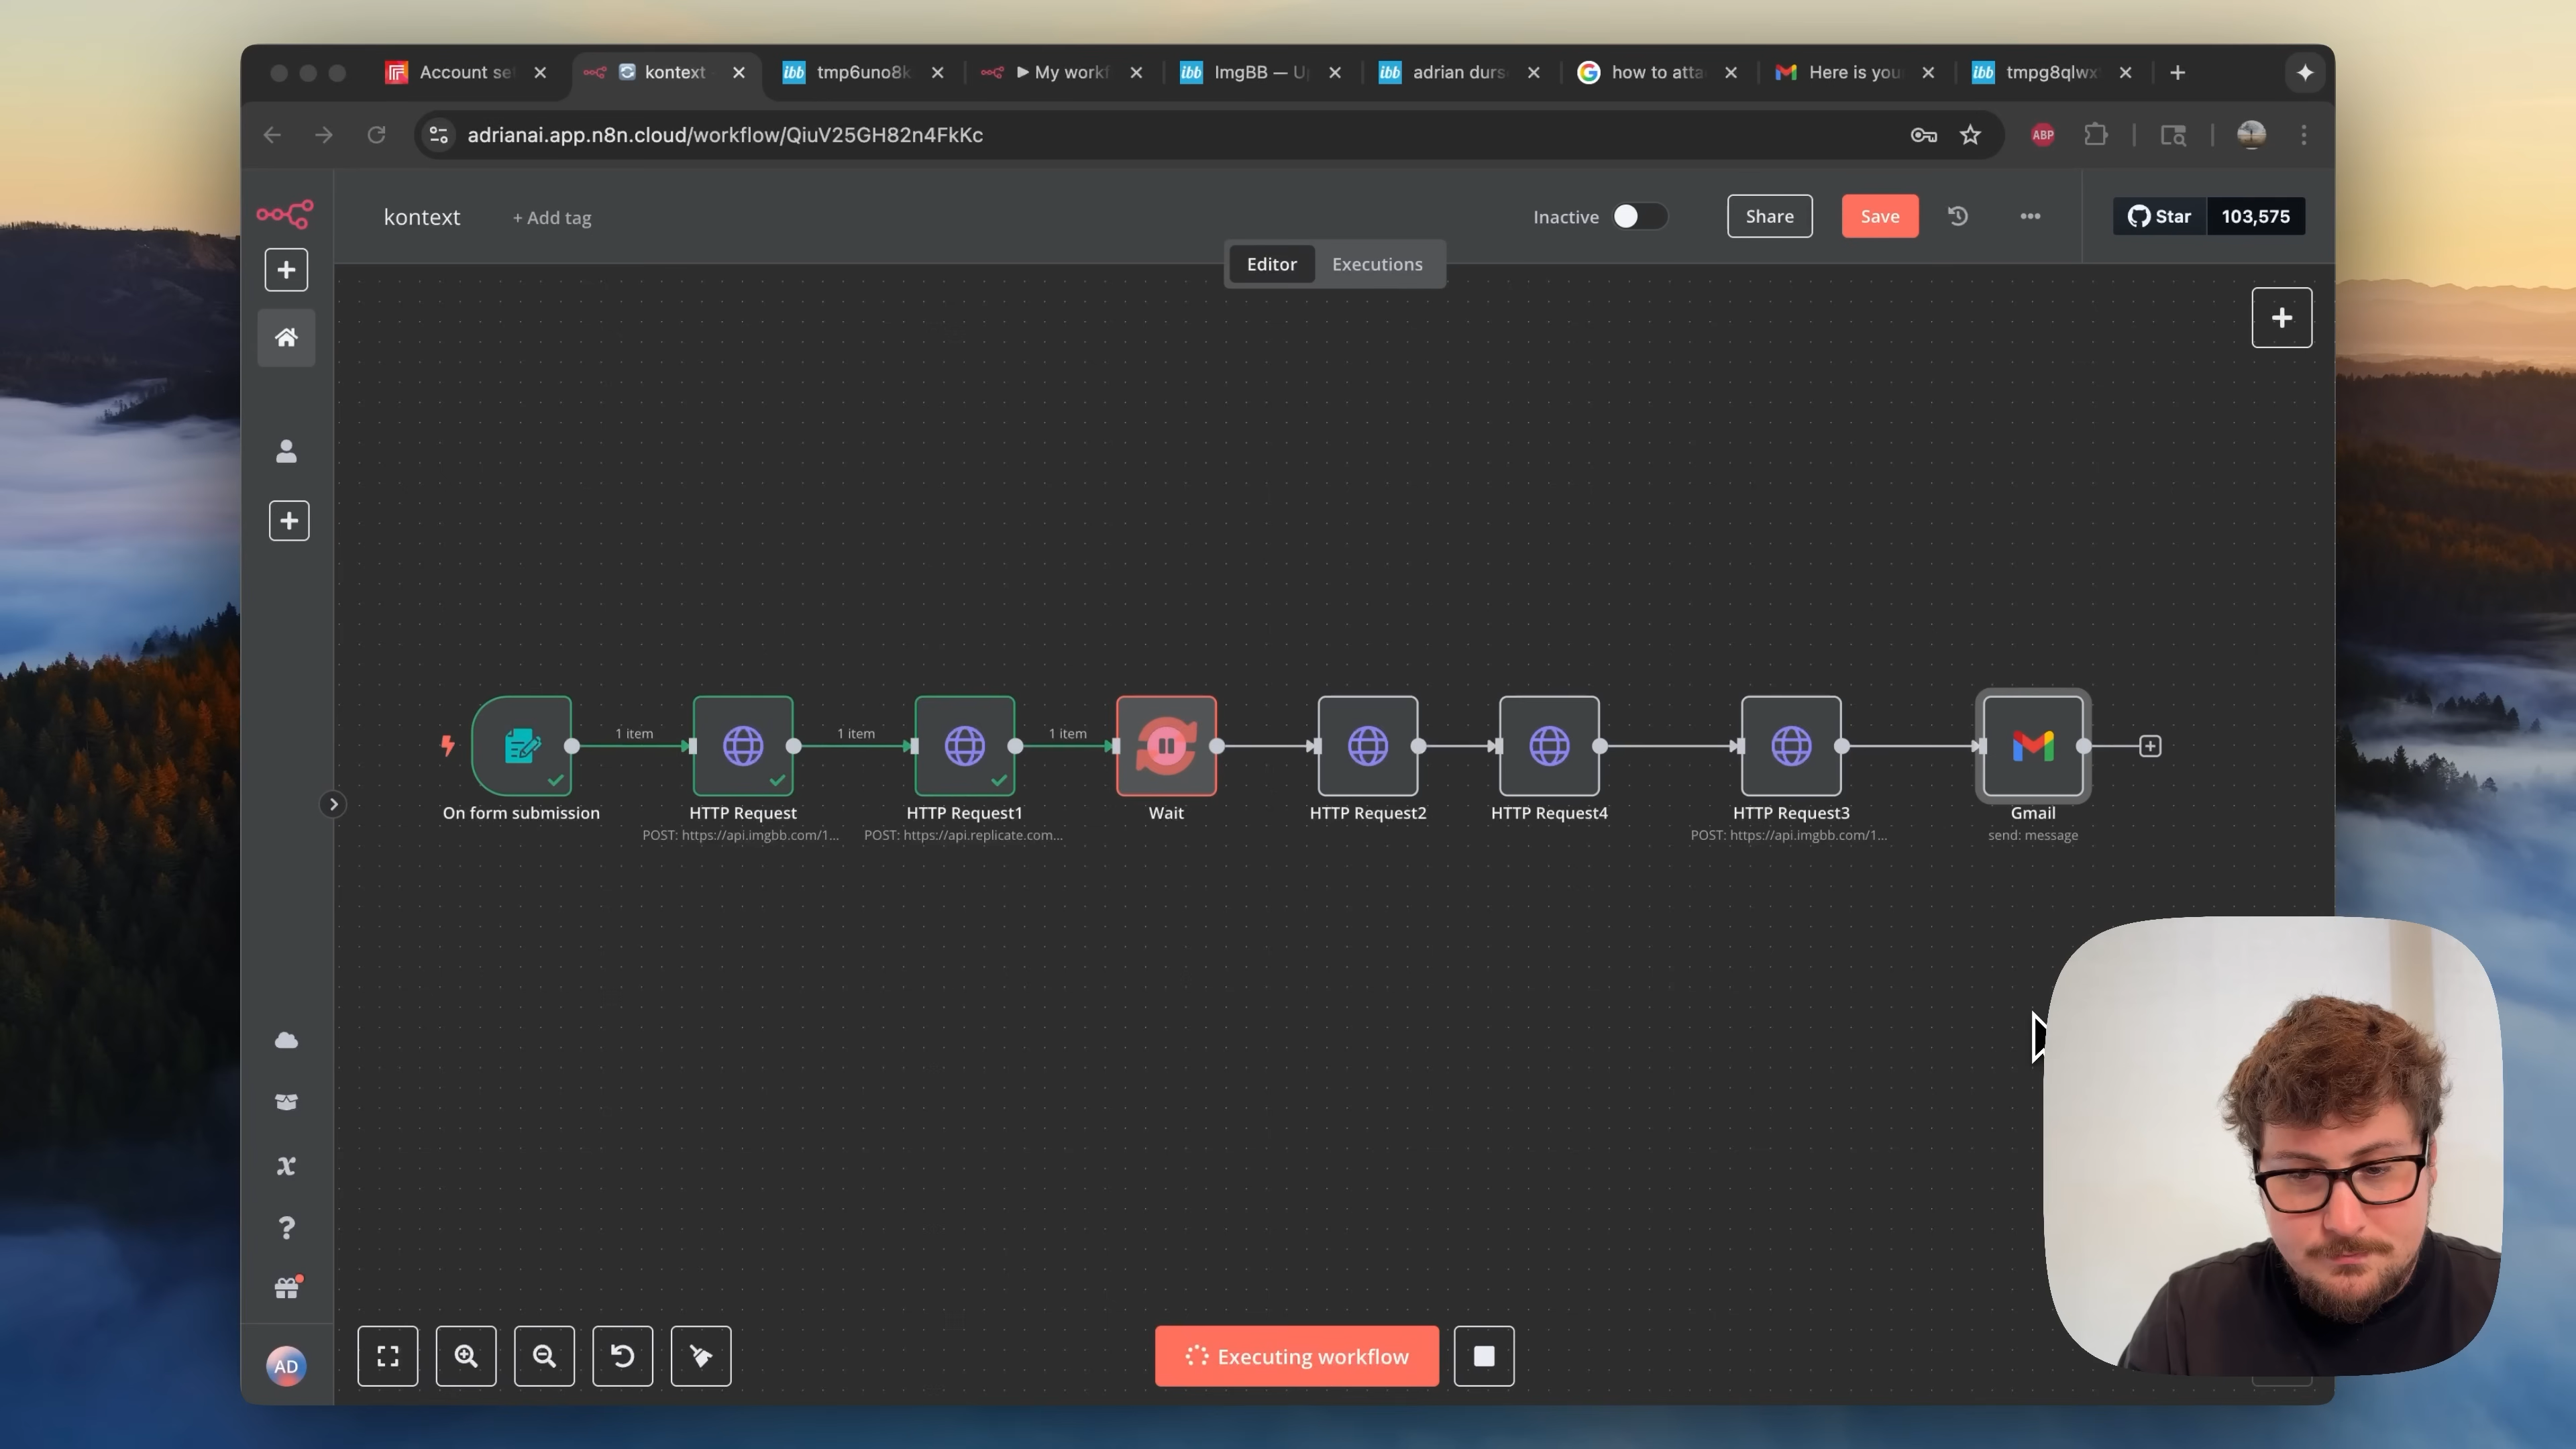 Account se
kontext
ibb
tmp6uno8k
My workf
ibb
ImgBB — U
ibb
adrian durs
how to atta
Here is you
ibb
tmpg8qlwx
adrianai.app.n8n.cloud/workflow/QiuV25GH82n4FkKc
ABP
kontext
+ Add tag
Inactive
Share
Save
Star
103,575
Editor
Executions
1 item
1 item
1 item
On form submission
HTTP Request
POST: https://api.imgbb.com/1...
HTTP Request1
POST: https://api.replicate.com...
Wait
HTTP Request2
HTTP Request4
HTTP Request3
POST: https://api.imgbb.com/1...
Gmail
send: message
AD
Executing workflow